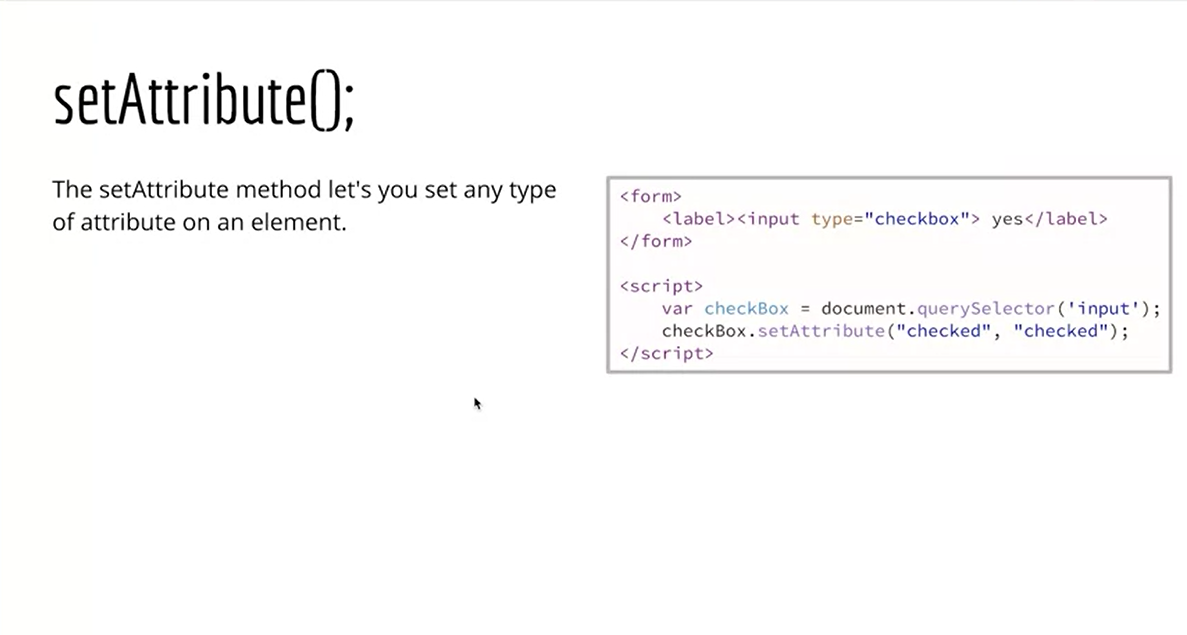 setAttribute();
The setAttribute method let's you set any type
of attribute on an element.
<form>
    <label><input type="checkbox"> yes</label>
</form>

<script>
    var checkBox = document.querySelector('input');
    checkBox.setAttribute("checked", "checked");
</script>